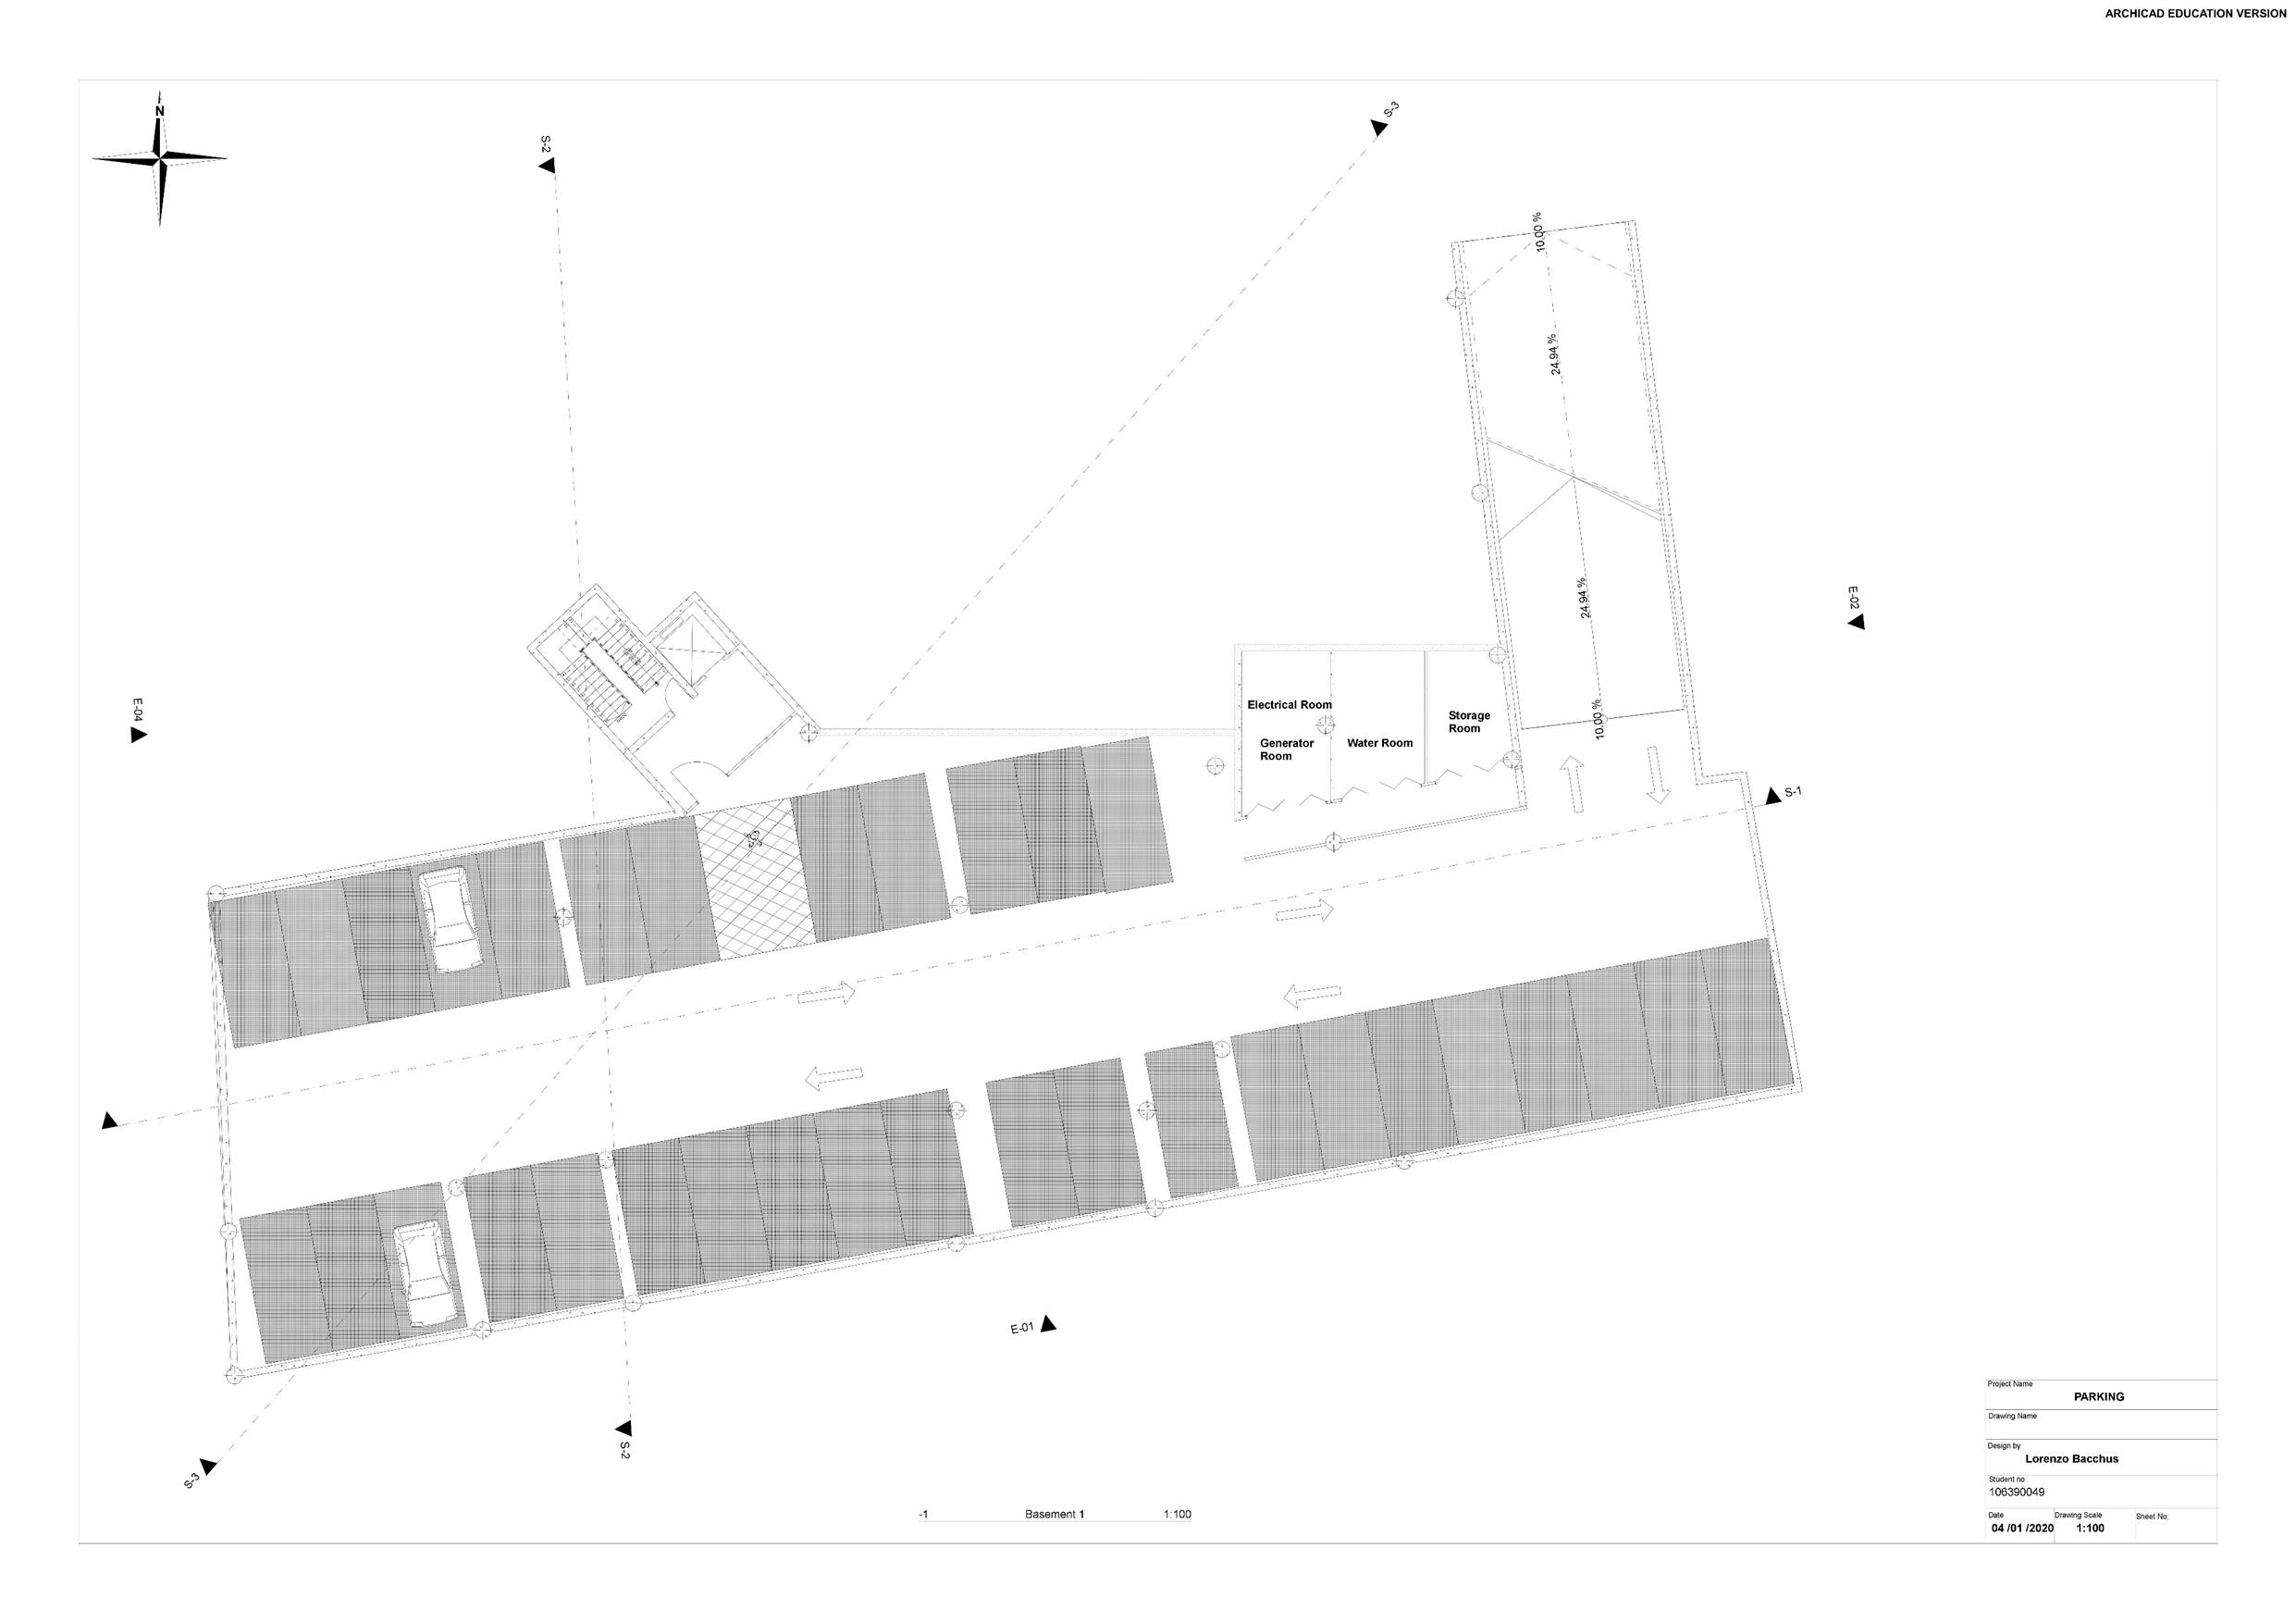 ARCHICAD EDUCATION VERSION
N
S-2
S-3
10.00 %
24.94 %
24.94 %
10.00 %
E-02
E-04
Electrical Room
Generator
Room
Water Room
Storage
Room
S-1
E-01
S-2
S-3
-1 Basement 1 1:100
Project Name
PARKING
Drawing Name
Design by
Lorenzo Bacchus
Student no
106390049
Date Drawing Scale Sheet No:
04 /01 /2020 1:100